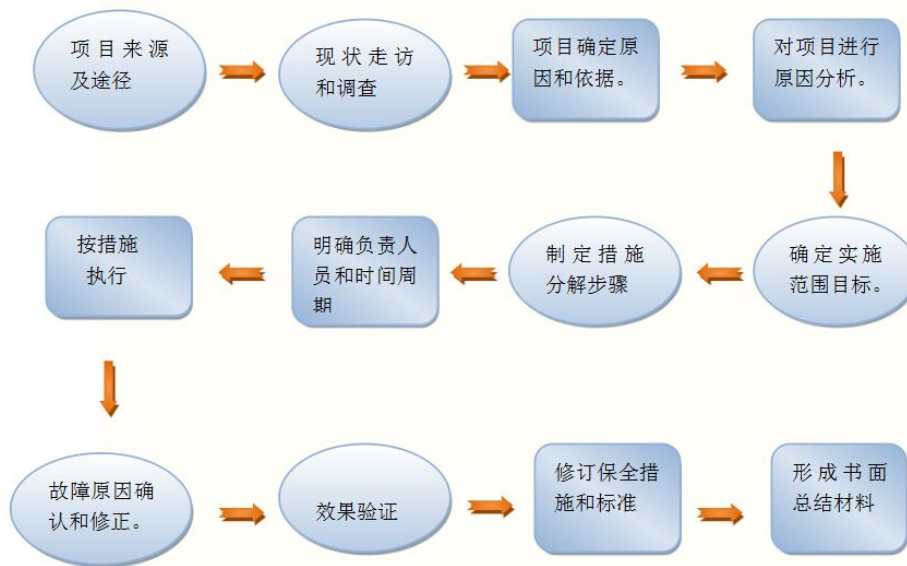 项目来源
及途径
现状走访
和调查
项目确定原
因和依据。
对项目进行
原因分析。
确定实施
范围目标。
制定措施
分解步骤
明确负责人
员和时间周
期
按措施
执行
故障原因确
认和修正。
效果验证
修订保全措
施和标准
形成书面
总结材料